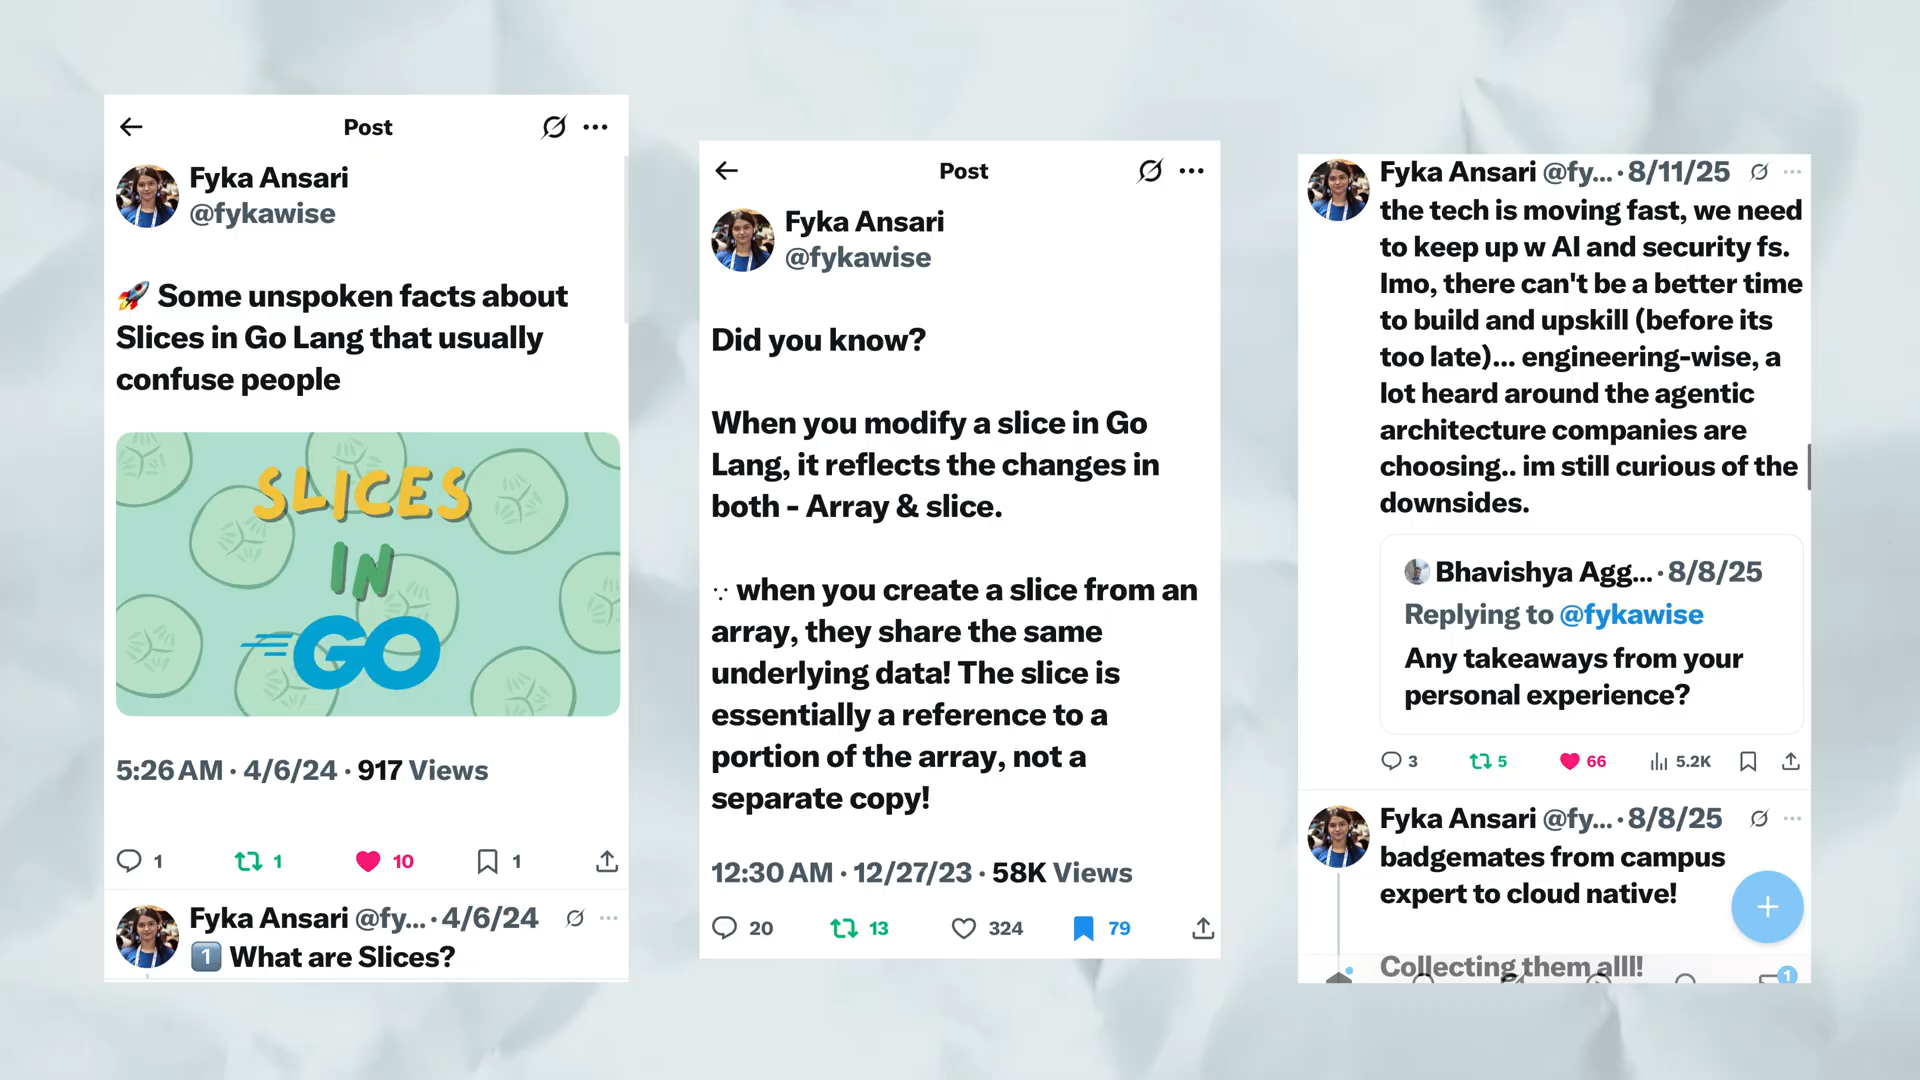 Post
Fyka Ansari
@fykawise
🚀 Some unspoken facts about
Slices in Go Lang that usually
confuse people
SLICES
IN
GO
5:26 AM · 4/6/24 · 917 Views
1 1 10 1
Fyka Ansari @fy... · 4/6/24
1️⃣ What are Slices?
Post
Fyka Ansari
@fykawise
Did you know?
When you modify a slice in Go
Lang, it reflects the changes in
both - Array & slice.
∵ when you create a slice from an
array, they share the same
underlying data! The slice is
essentially a reference to a
portion of the array, not a
separate copy!
12:30 AM · 12/27/23 · 58K Views
20 13 324 79
Fyka Ansari @fy... · 8/11/25
the tech is moving fast, we need
to keep up w AI and security fs.
Imo, there can't be a better time
to build and upskill (before its
too late)... engineering-wise, a
lot heard around the agentic
architecture companies are
choosing.. im still curious of the
downsides.
Bhavishya Agg... · 8/8/25
Replying to @fykawise
Any takeaways from your
personal experience?
3 5 66 5.2K
Fyka Ansari @fy... · 8/8/25
badgemates from campus
expert to cloud native!
Collecting them alll!
1